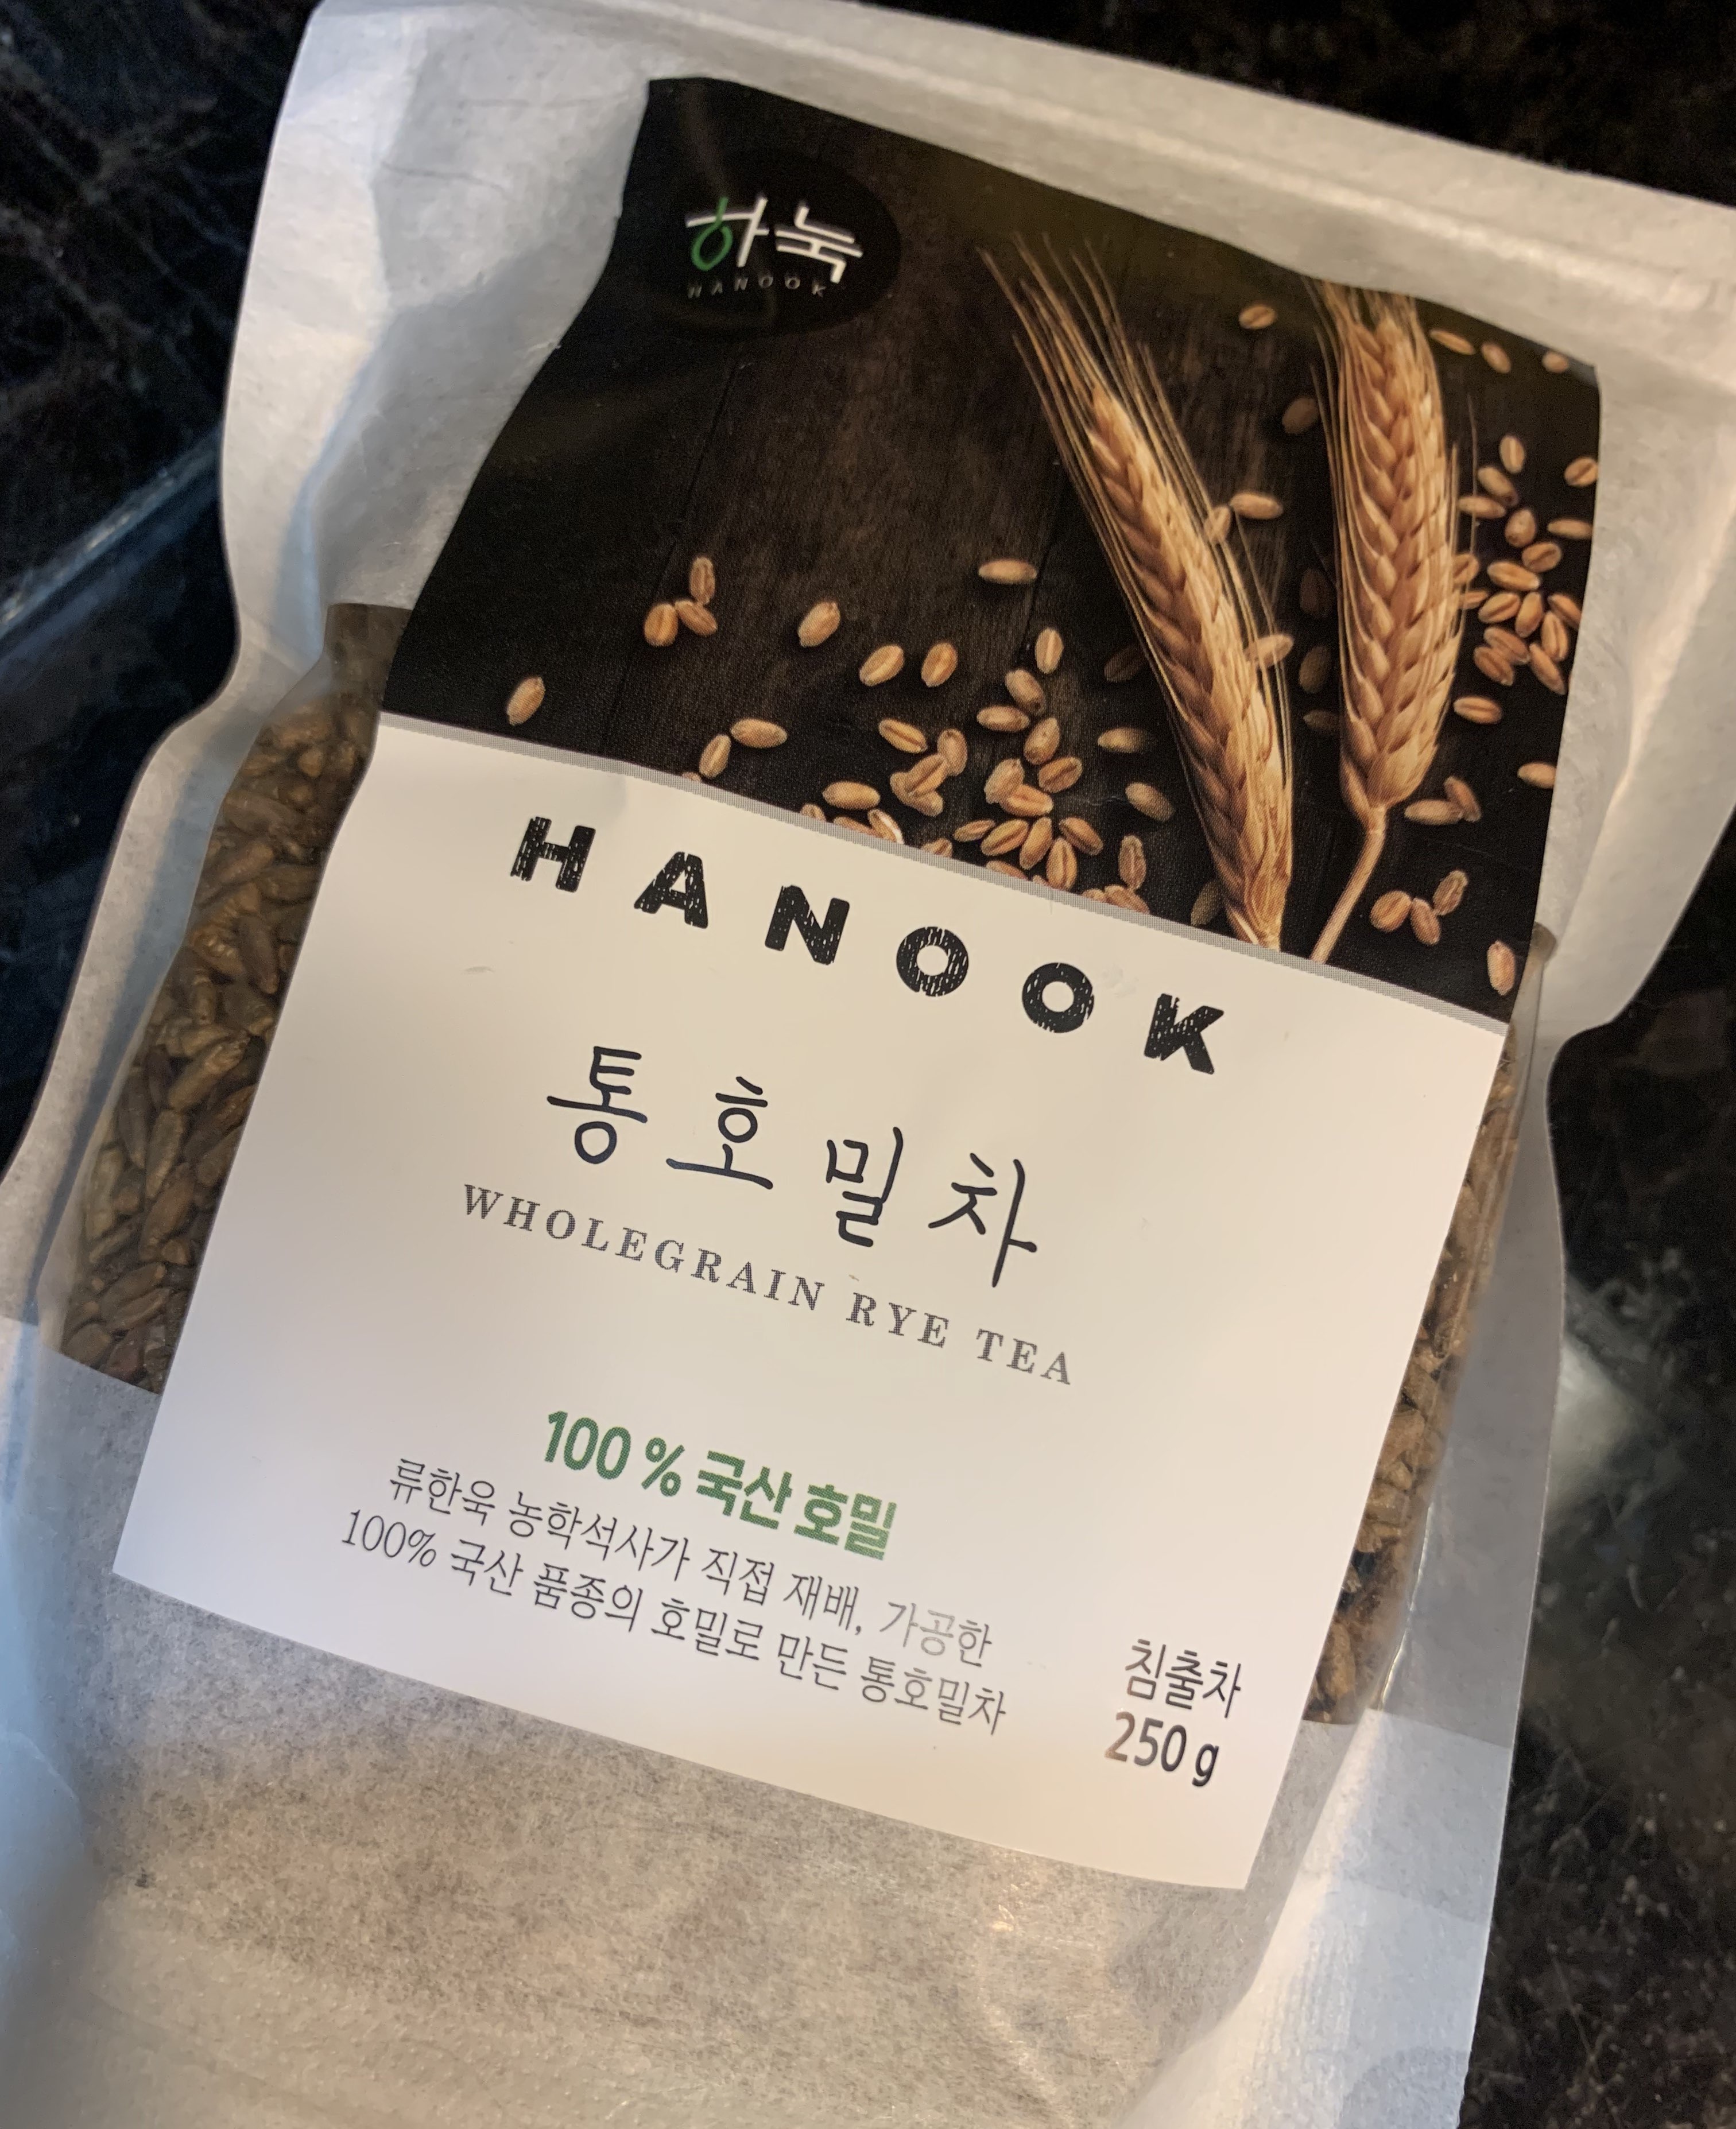 하눅
HANOOK
HANOOK
통호밀차
WHOLEGRAIN RYE TEA
100 % 국산 호밀
류한욱 농학석사가 직접 재배, 가공한
100% 국산 품종의 호밀로 만든 통호밀차
침출차
250 g